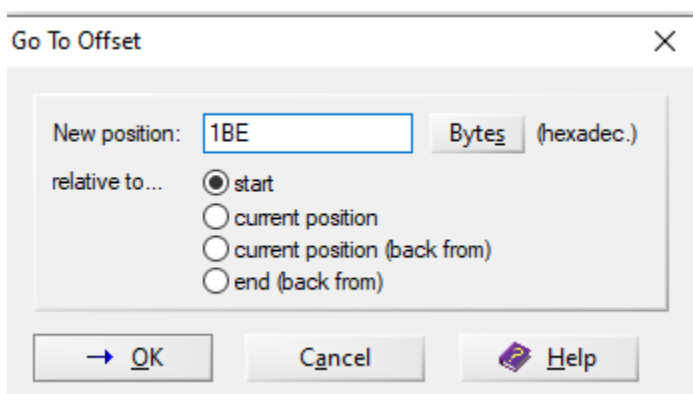 Go To Offset
New position: 1BE Bytes (hexadec.)
relative to... start
current position
current position (back from)
end (back from)
OK Cancel Help